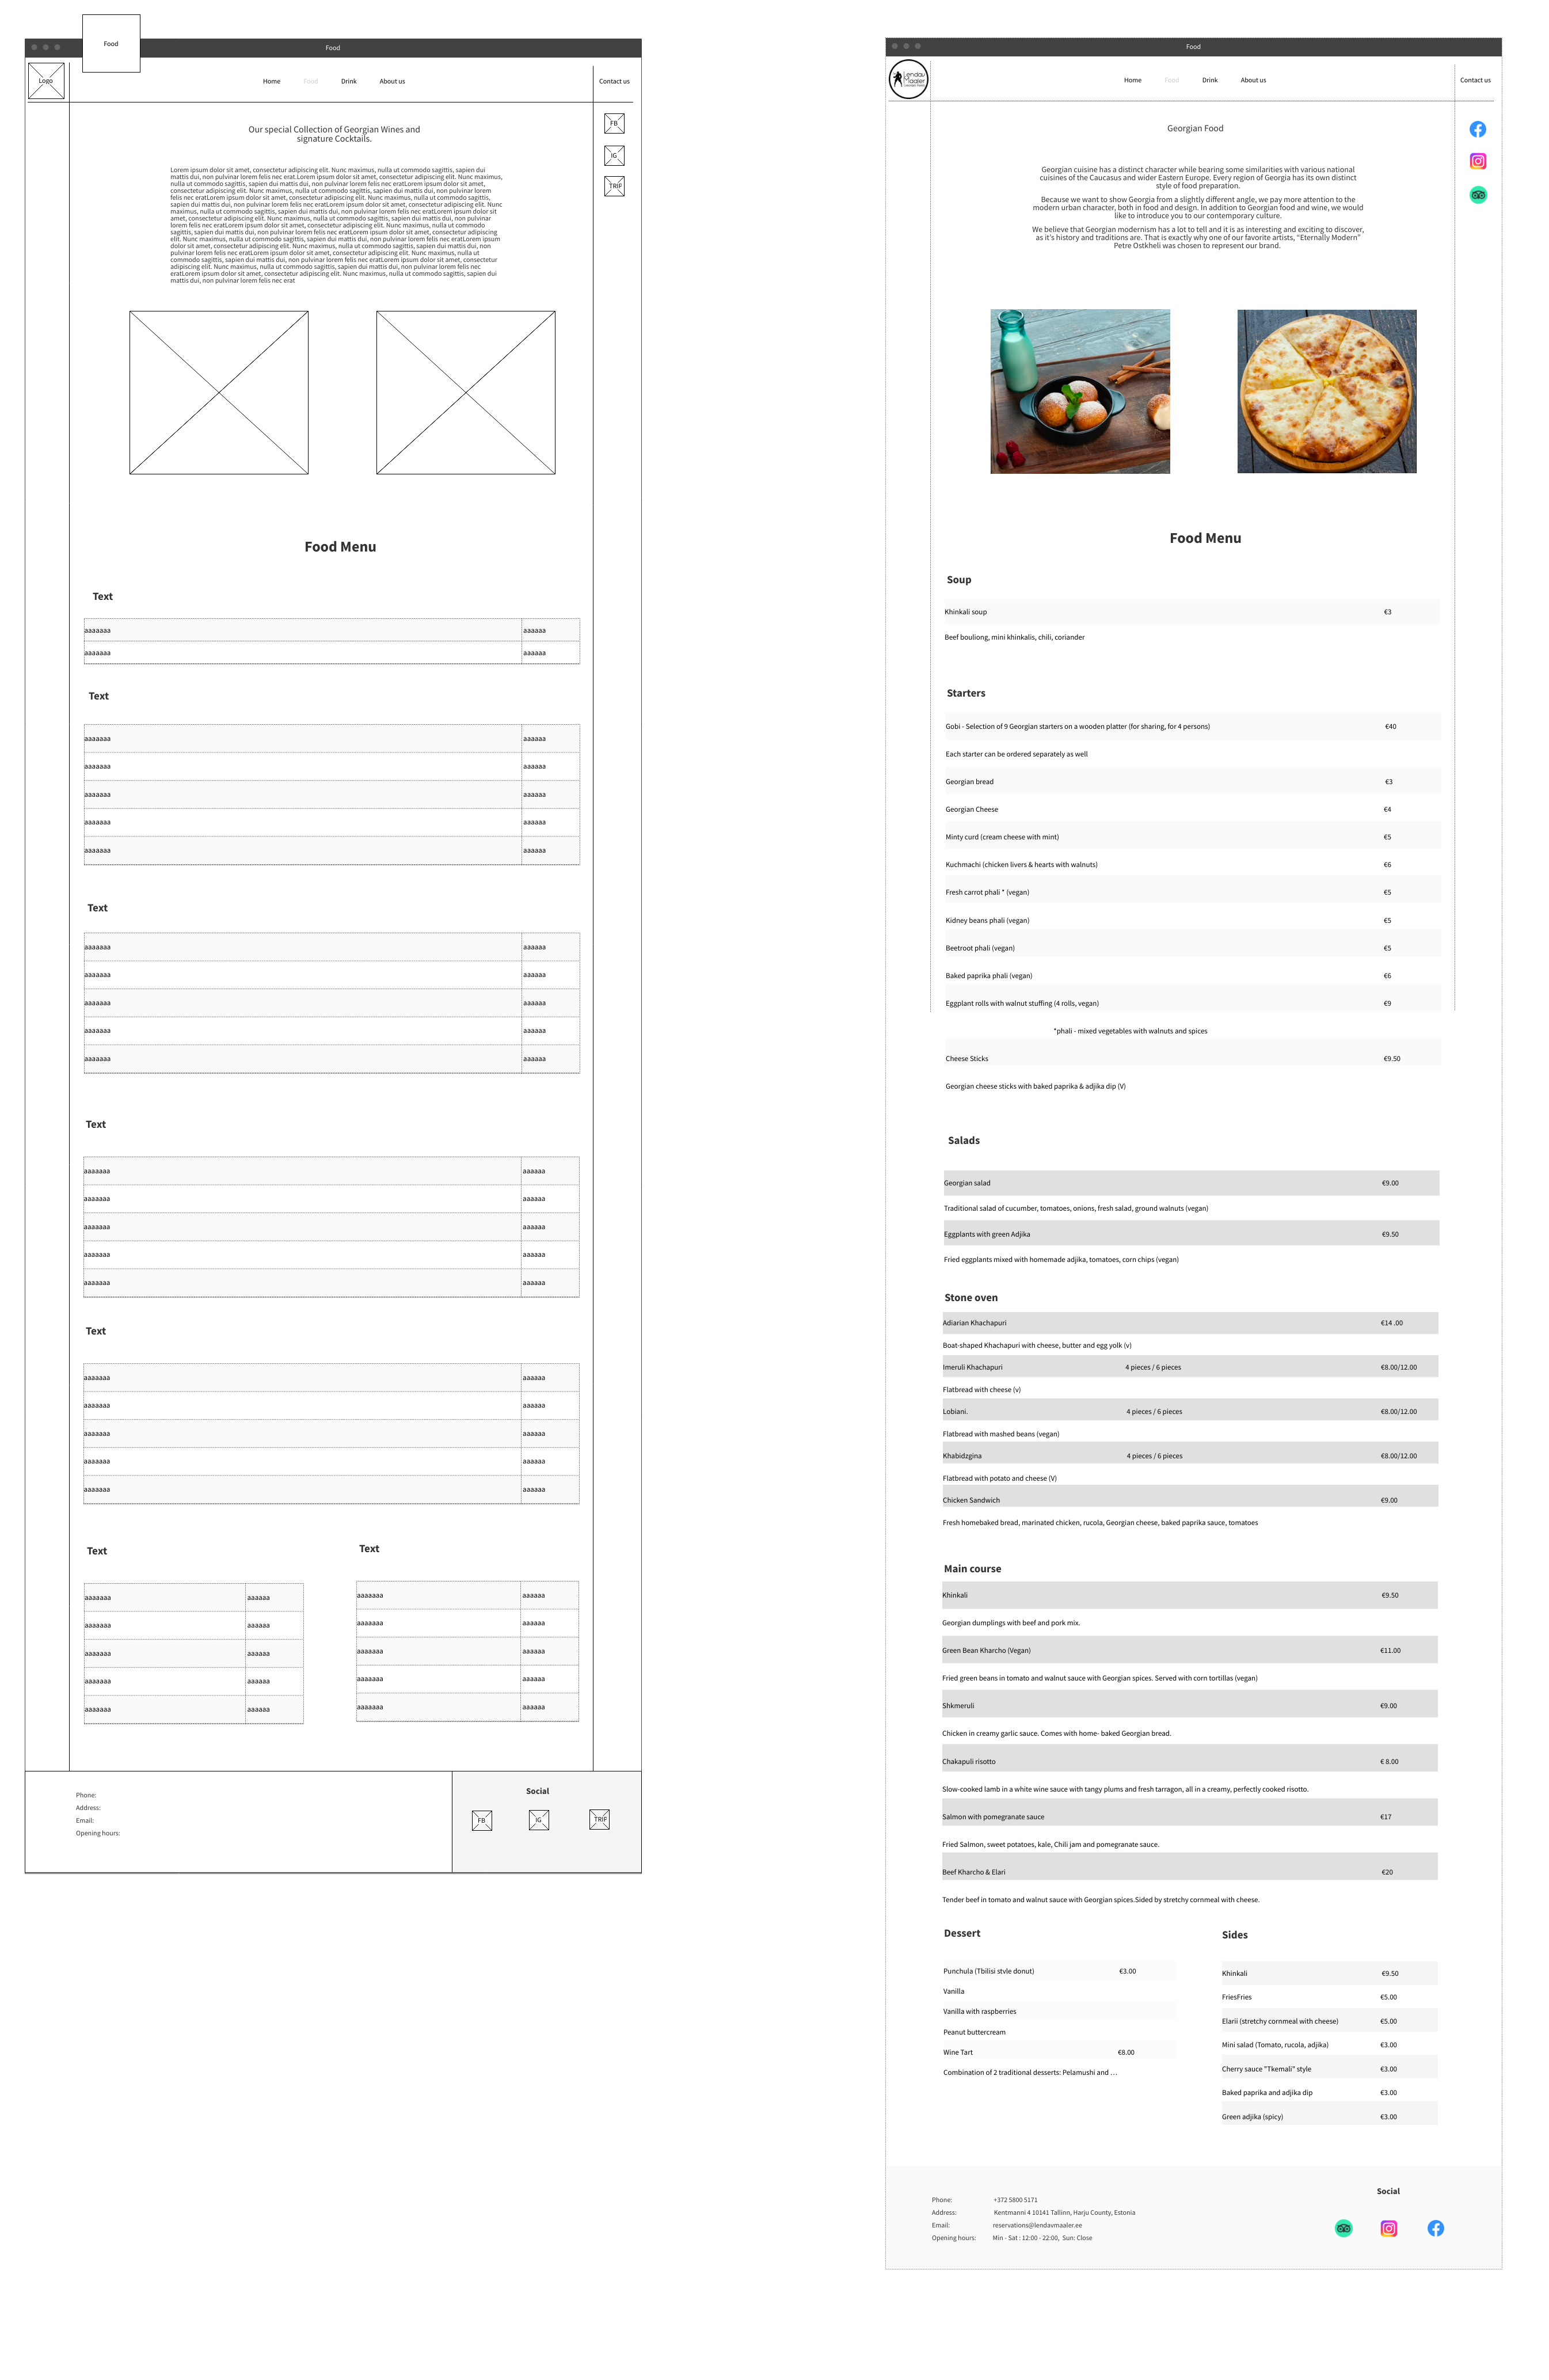 Food
Food
Logo
Home
Food
Drink
About us
Contact us
FB
IG
TRIP
Our special Collection of Georgian Wines and
signature Cocktails.
Lorem ipsum dolor sit amet, consectetur adipiscing elit. Nunc maximus, nulla ut commodo sagittis, sapien dui
mattis dui, non pulvinar lorem felis nec erat.Lorem ipsum dolor sit amet, consectetur adipiscing elit. Nunc maximus,
nulla ut commodo sagittis, sapien dui mattis dui, non pulvinar lorem felis nec eratLorem ipsum dolor sit amet,
consectetur adipiscing elit. Nunc maximus, nulla ut commodo sagittis, sapien dui mattis dui, non pulvinar lorem
felis nec eratLorem ipsum dolor sit amet, consectetur adipiscing elit. Nunc maximus, nulla ut commodo sagittis,
sapien dui mattis dui, non pulvinar lorem felis nec eratLorem ipsum dolor sit amet, consectetur adipiscing elit. Nunc
maximus, nulla ut commodo sagittis, sapien dui mattis dui, non pulvinar lorem felis nec eratLorem ipsum dolor sit
amet, consectetur adipiscing elit. Nunc maximus, nulla ut commodo sagittis, sapien dui mattis dui, non pulvinar
lorem felis nec eratLorem ipsum dolor sit amet, consectetur adipiscing elit. Nunc maximus, nulla ut commodo
sagittis, sapien dui mattis dui, non pulvinar lorem felis nec eratLorem ipsum dolor sit amet, consectetur adipiscing
elit. Nunc maximus, nulla ut commodo sagittis, sapien dui mattis dui, non pulvinar lorem felis nec eratLorem ipsum
dolor sit amet, consectetur adipiscing elit. Nunc maximus, nulla ut commodo sagittis, sapien dui mattis dui, non
pulvinar lorem felis nec eratLorem ipsum dolor sit amet, consectetur adipiscing elit. Nunc maximus, nulla ut
commodo sagittis, sapien dui mattis dui, non pulvinar lorem felis nec eratLorem ipsum dolor sit amet, consectetur
adipiscing elit. Nunc maximus, nulla ut commodo sagittis, sapien dui mattis dui, non pulvinar lorem felis nec
eratLorem ipsum dolor sit amet, consectetur adipiscing elit. Nunc maximus, nulla ut commodo sagittis, sapien dui
mattis dui, non pulvinar lorem felis nec erat
Food Menu
Text
aaaaaaa aaaaaa
aaaaaaa aaaaaa
Text
aaaaaaa aaaaaa
aaaaaaa aaaaaa
aaaaaaa aaaaaa
aaaaaaa aaaaaa
aaaaaaa aaaaaa
Text
aaaaaaa aaaaaa
aaaaaaa aaaaaa
aaaaaaa aaaaaa
aaaaaaa aaaaaa
aaaaaaa aaaaaa
Text
aaaaaaa aaaaaa
aaaaaaa aaaaaa
aaaaaaa aaaaaa
aaaaaaa aaaaaa
aaaaaaa aaaaaa
Text
aaaaaaa aaaaaa
aaaaaaa aaaaaa
aaaaaaa aaaaaa
aaaaaaa aaaaaa
aaaaaaa aaaaaa
Text
aaaaaaa aaaaaa
aaaaaaa aaaaaa
aaaaaaa aaaaaa
aaaaaaa aaaaaa
aaaaaaa aaaaaa
Text
aaaaaaa aaaaaa
aaaaaaa aaaaaa
aaaaaaa aaaaaa
aaaaaaa aaaaaa
aaaaaaa aaaaaa
Phone:
Address:
Email:
Opening hours:
Social
FB
IG
TRIP
Food
Lendav
Maaler
Home
Food
Drink
About us
Contact us
Georgian Food
Georgian cuisine has a distinct character while bearing some similarities with various national
cuisines of the Caucasus and wider Eastern Europe. Every region of Georgia has its own distinct
style of food preparation.
Because we want to show Georgia from a slightly different angle, we pay more attention to the
modern urban character, both in food and design. In addition to Georgian food and wine, we would
like to introduce you to our contemporary culture.
We believe that Georgian modernism has a lot to tell and it is as interesting and exciting to discover,
as it's history and traditions are. That is exactly why one of our favorite artists, "Eternally Modern"
Petre Ostkheli was chosen to represent our brand.
Food Menu
Soup
Khinkali soup €3
Beef bouliong, mini khinkalis, chili, coriander
Starters
Gobi - Selection of 9 Georgian starters on a wooden platter (for sharing, for 4 persons) €40
Each starter can be ordered separately as well
Georgian bread €3
Georgian Cheese €4
Minty curd (cream cheese with mint) €5
Kuchmachi (chicken livers & hearts with walnuts) €6
Fresh carrot phali * (vegan) €5
Kidney beans phali (vegan) €5
Beetroot phali (vegan) €5
Baked paprika phali (vegan) €6
Eggplant rolls with walnut stuffing (4 rolls, vegan) €9
*phali - mixed vegetables with walnuts and spices
Cheese Sticks €9.50
Georgian cheese sticks with baked paprika & adjika dip (V)
Salads
Georgian salad €9.00
Traditional salad of cucumber, tomatoes, onions, fresh salad, ground walnuts (vegan)
Eggplants with green Adjika €9.50
Fried eggplants mixed with homemade adjika, tomatoes, corn chips (vegan)
Stone oven
Adiarian Khachapuri €14 .00
Boat-shaped Khachapuri with cheese, butter and egg yolk (v)
Imeruli Khachapuri 4 pieces / 6 pieces €8.00/12.00
Flatbread with cheese (v)
Lobiani. 4 pieces / 6 pieces €8.00/12.00
Flatbread with mashed beans (vegan)
Khabidzgina 4 pieces / 6 pieces €8.00/12.00
Flatbread with potato and cheese (V)
Chicken Sandwich €9.00
Fresh homebaked bread, marinated chicken, rucola, Georgian cheese, baked paprika sauce, tomatoes
Main course
Khinkali €9.50
Georgian dumplings with beef and pork mix.
Green Bean Kharcho (Vegan) €11.00
Fried green beans in tomato and walnut sauce with Georgian spices. Served with corn tortillas (vegan)
Shkmeruli €9.00
Chicken in creamy garlic sauce. Comes with home- baked Georgian bread.
Chakapuli risotto € 8.00
Slow-cooked lamb in a white wine sauce with tangy plums and fresh tarragon, all in a creamy, perfectly cooked risotto.
Salmon with pomegranate sauce €17
Fried Salmon, sweet potatoes, kale, Chili jam and pomegranate sauce.
Beef Kharcho & Elari €20
Tender beef in tomato and walnut sauce with Georgian spices.Sided by stretchy cornmeal with cheese.
Dessert
Punchula (Tbilisi stvle donut) €3.00
Vanilla
Vanilla with raspberries
Peanut buttercream
Wine Tart €8.00
Combination of 2 traditional desserts: Pelamushi and …
Sides
Khinkali €9.50
FriesFries €5.00
Elarii (stretchy cornmeal with cheese) €5.00
Mini salad (Tomato, rucola, adjika) €3.00
Cherry sauce "Tkemali" style €3.00
Baked paprika and adjika dip €3.00
Green adjika (spicy) €3.00
Phone: +372 5800 5171
Address: Kentmanni 4 10141 Tallinn, Harju County, Estonia
Email: reservations@lendavmaaler.ee
Opening hours: Min - Sat : 12:00 - 22:00, Sun: Close
Social